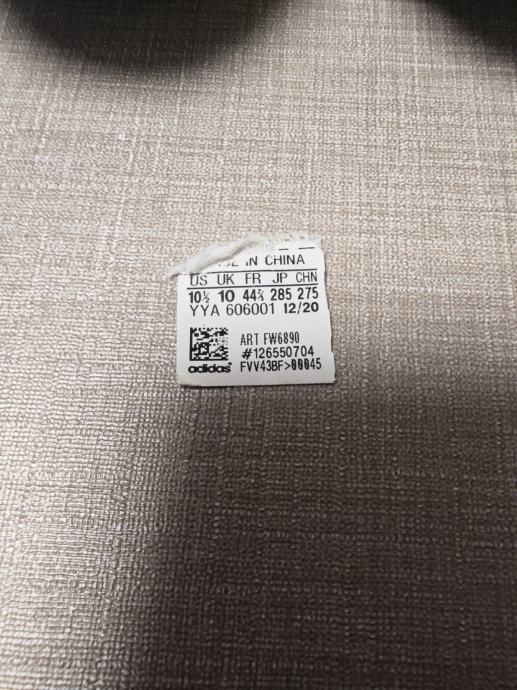 IN CHINA
US UK FR JP CHN
10½ 10 44⅔ 285 275
YYA 606001 12/20
ART FW6890
#126550704
adidas FVV43BF>00045